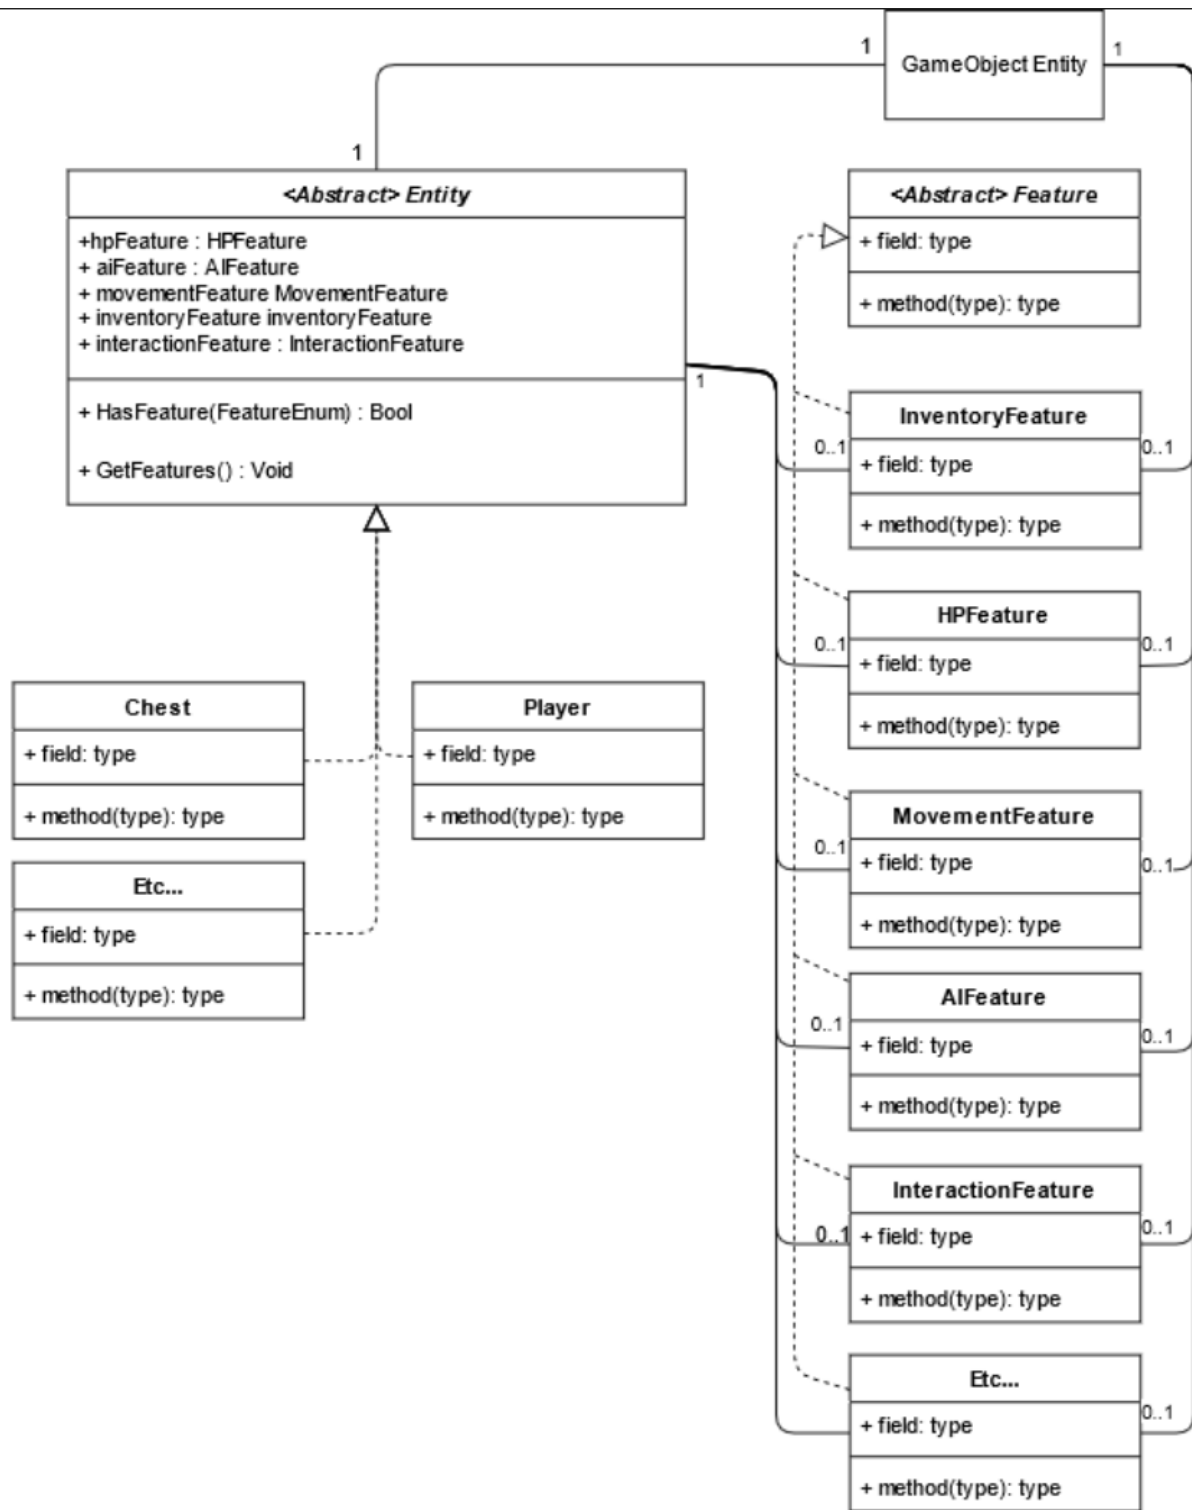 1
GameObject Entity
1
1
<Abstract> Entity
+hpFeature : HPFeature
+ aiFeature : AIFeature
+ movementFeature MovementFeature
+ inventoryFeature inventoryFeature
+ interactionFeature : InteractionFeature
+ HasFeature(FeatureEnum) : Bool
+ GetFeatures() : Void
1
<Abstract> Feature
+ field: type
+ method(type): type
InventoryFeature
0..1
+ field: type
0..1
+ method(type): type
HPFeature
0..1
+ field: type
0..1
+ method(type): type
Chest
+ field: type
+ method(type): type
Player
+ field: type
+ method(type): type
Etc...
+ field: type
+ method(type): type
MovementFeature
0..1
+ field: type
0..1
+ method(type): type
AIFeature
0..1
+ field: type
0..1
+ method(type): type
InteractionFeature
0..1
+ field: type
0..1
+ method(type): type
Etc...
+ field: type
0..1
+ method(type): type